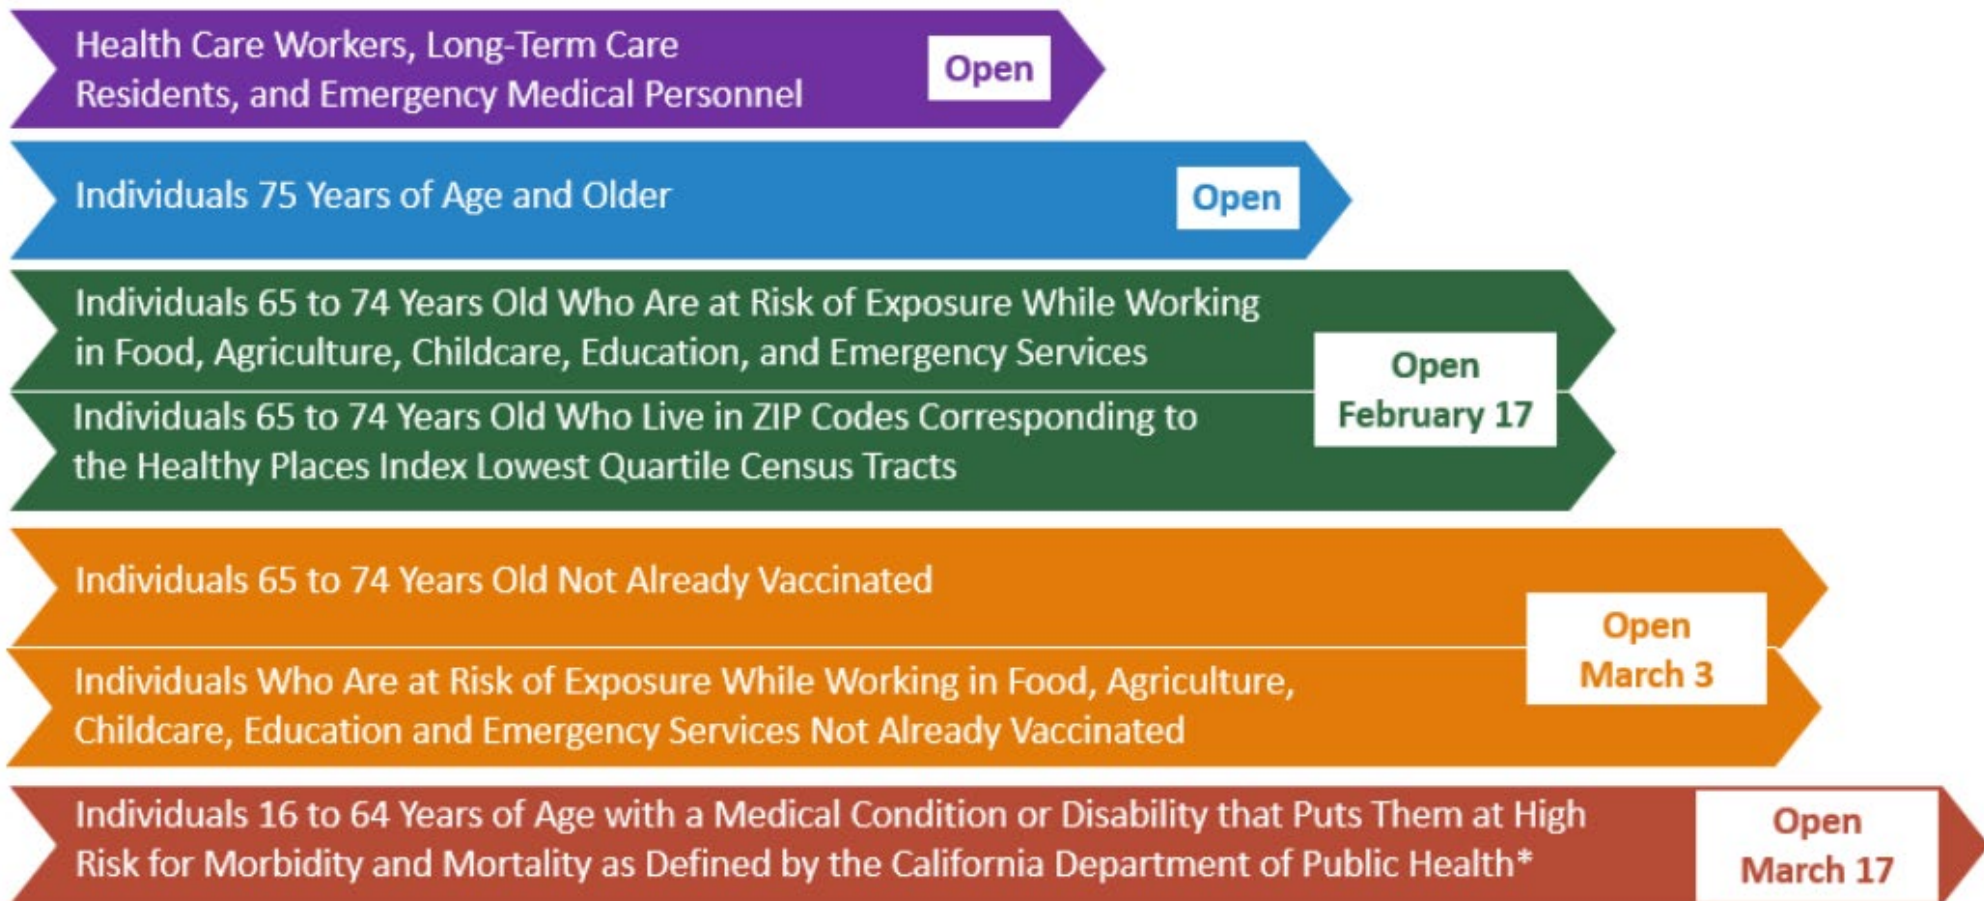 Health Care Workers, Long-Term Care
Residents, and Emergency Medical Personnel
Open
Individuals 75 Years of Age and Older
Open
Individuals 65 to 74 Years Old Who Are at Risk of Exposure While Working
in Food, Agriculture, Childcare, Education, and Emergency Services
Individuals 65 to 74 Years Old Who Live in ZIP Codes Corresponding to
the Healthy Places Index Lowest Quartile Census Tracts
Open
February 17
Individuals 65 to 74 Years Old Not Already Vaccinated
Individuals Who Are at Risk of Exposure While Working in Food, Agriculture,
Childcare, Education and Emergency Services Not Already Vaccinated
Open
March 3
Individuals 16 to 64 Years of Age with a Medical Condition or Disability that Puts Them at High
Risk for Morbidity and Mortality as Defined by the California Department of Public Health*
Open
March 17